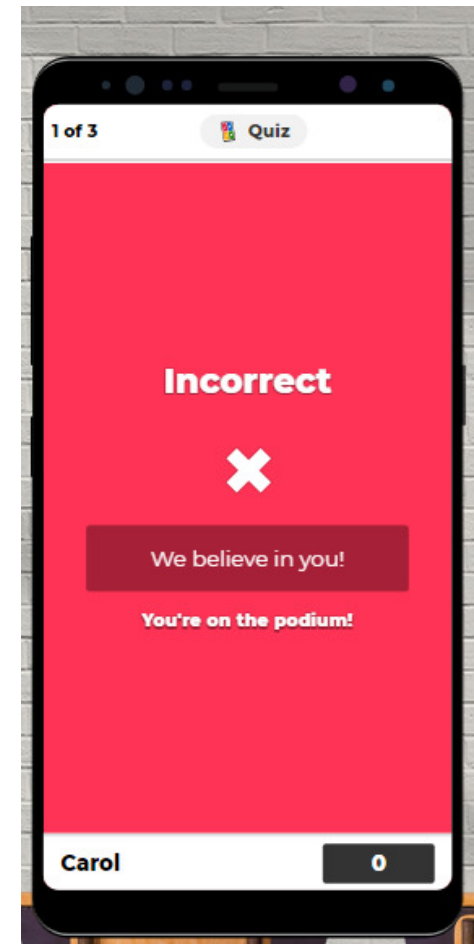 1 of 3
Quiz
Incorrect
We believe in you!
You're on the podium!
Carol
0